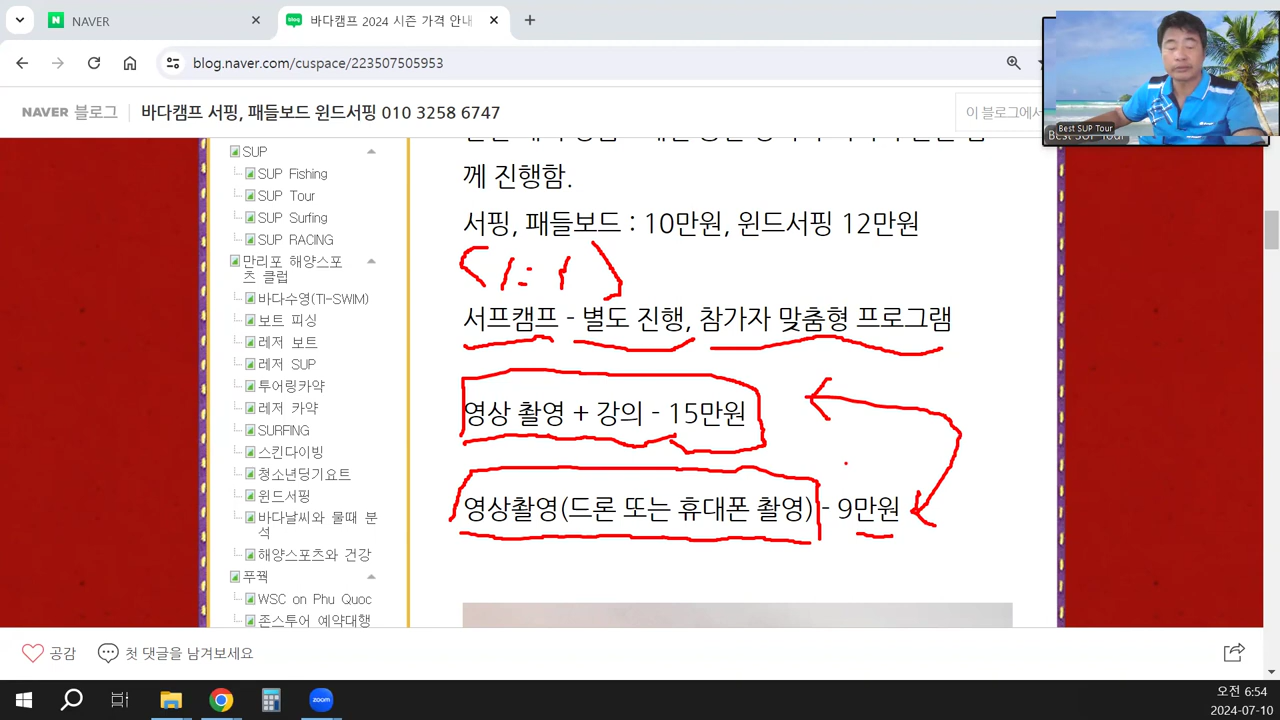 NAVER
바다캠프 2024 시즌 가격 안내
blog.naver.com/cuspace/223507505953
NAVER 블로그 바다캠프 서핑, 패들보드 윈드서핑 010 3258 6747
이 블로그에서
Best SUP Tour
SUP
SUP Fishing
SUP Tour
SUP Surfing
SUP RACING
만리포 해양스포
츠 클럽
바다수영(TI-SWIM)
보트 피싱
레저 보트
레저 SUP
투어링카약
레저 카약
SURFING
스킨다이빙
청소년딩기요트
윈드서핑
바다날씨와 물때 분
석
해양스포츠와 건강
푸꿕
WSC on Phu Quoc
존스투어 예약대행
께 진행함.
서핑, 패들보드 : 10만원, 윈드서핑 12만원
(1:1)
서프캠프 - 별도 진행, 참가자 맞춤형 프로그램
영상 촬영 + 강의 - 15만원
영상촬영(드론 또는 휴대폰 촬영) - 9만원
공감
첫 댓글을 남겨보세요
zoom
오전 6:54
2024-07-10